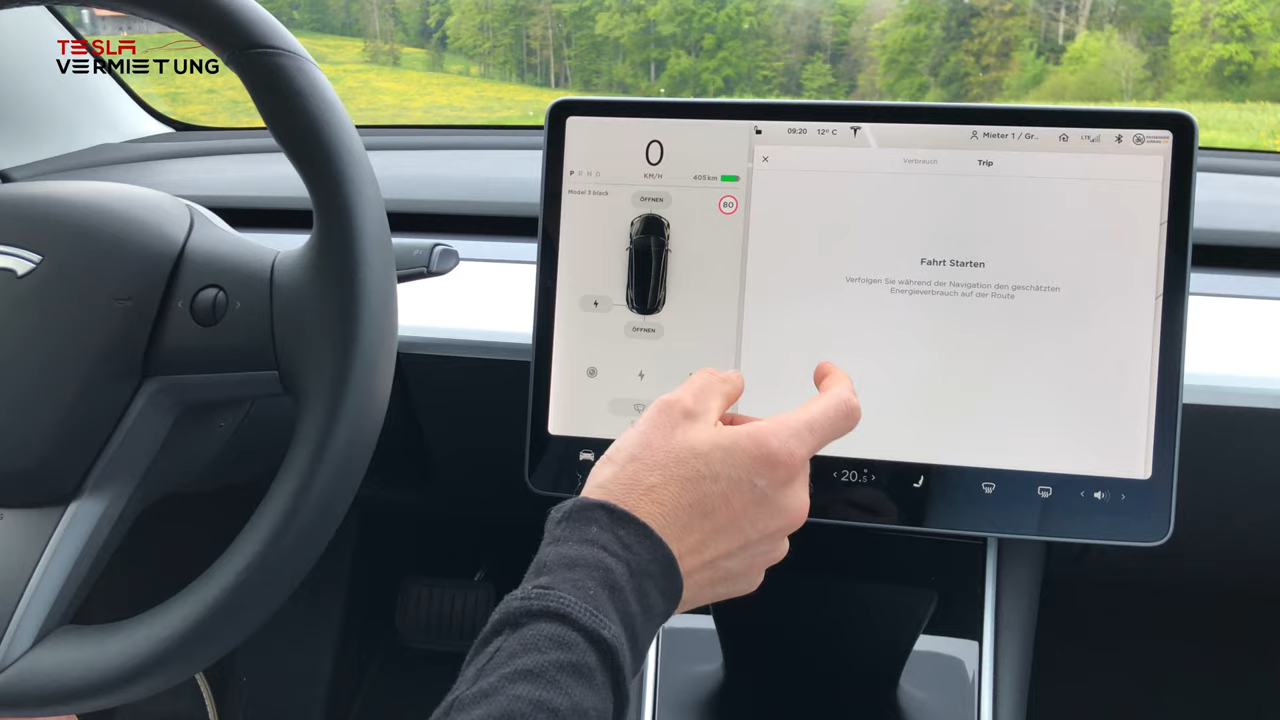 TESLA
VERMIETUNG
0
KM/H
P R N D
405 km
Model 3 black
80
ÖFFNEN
ÖFFNEN
09:20
12° C
Mieter 1 / Gr..
LTE
Verbrauch
Trip
Fahrt Starten
Verfolgen Sie während der Navigation den geschätzten
Energieverbrauch auf der Route
20.5